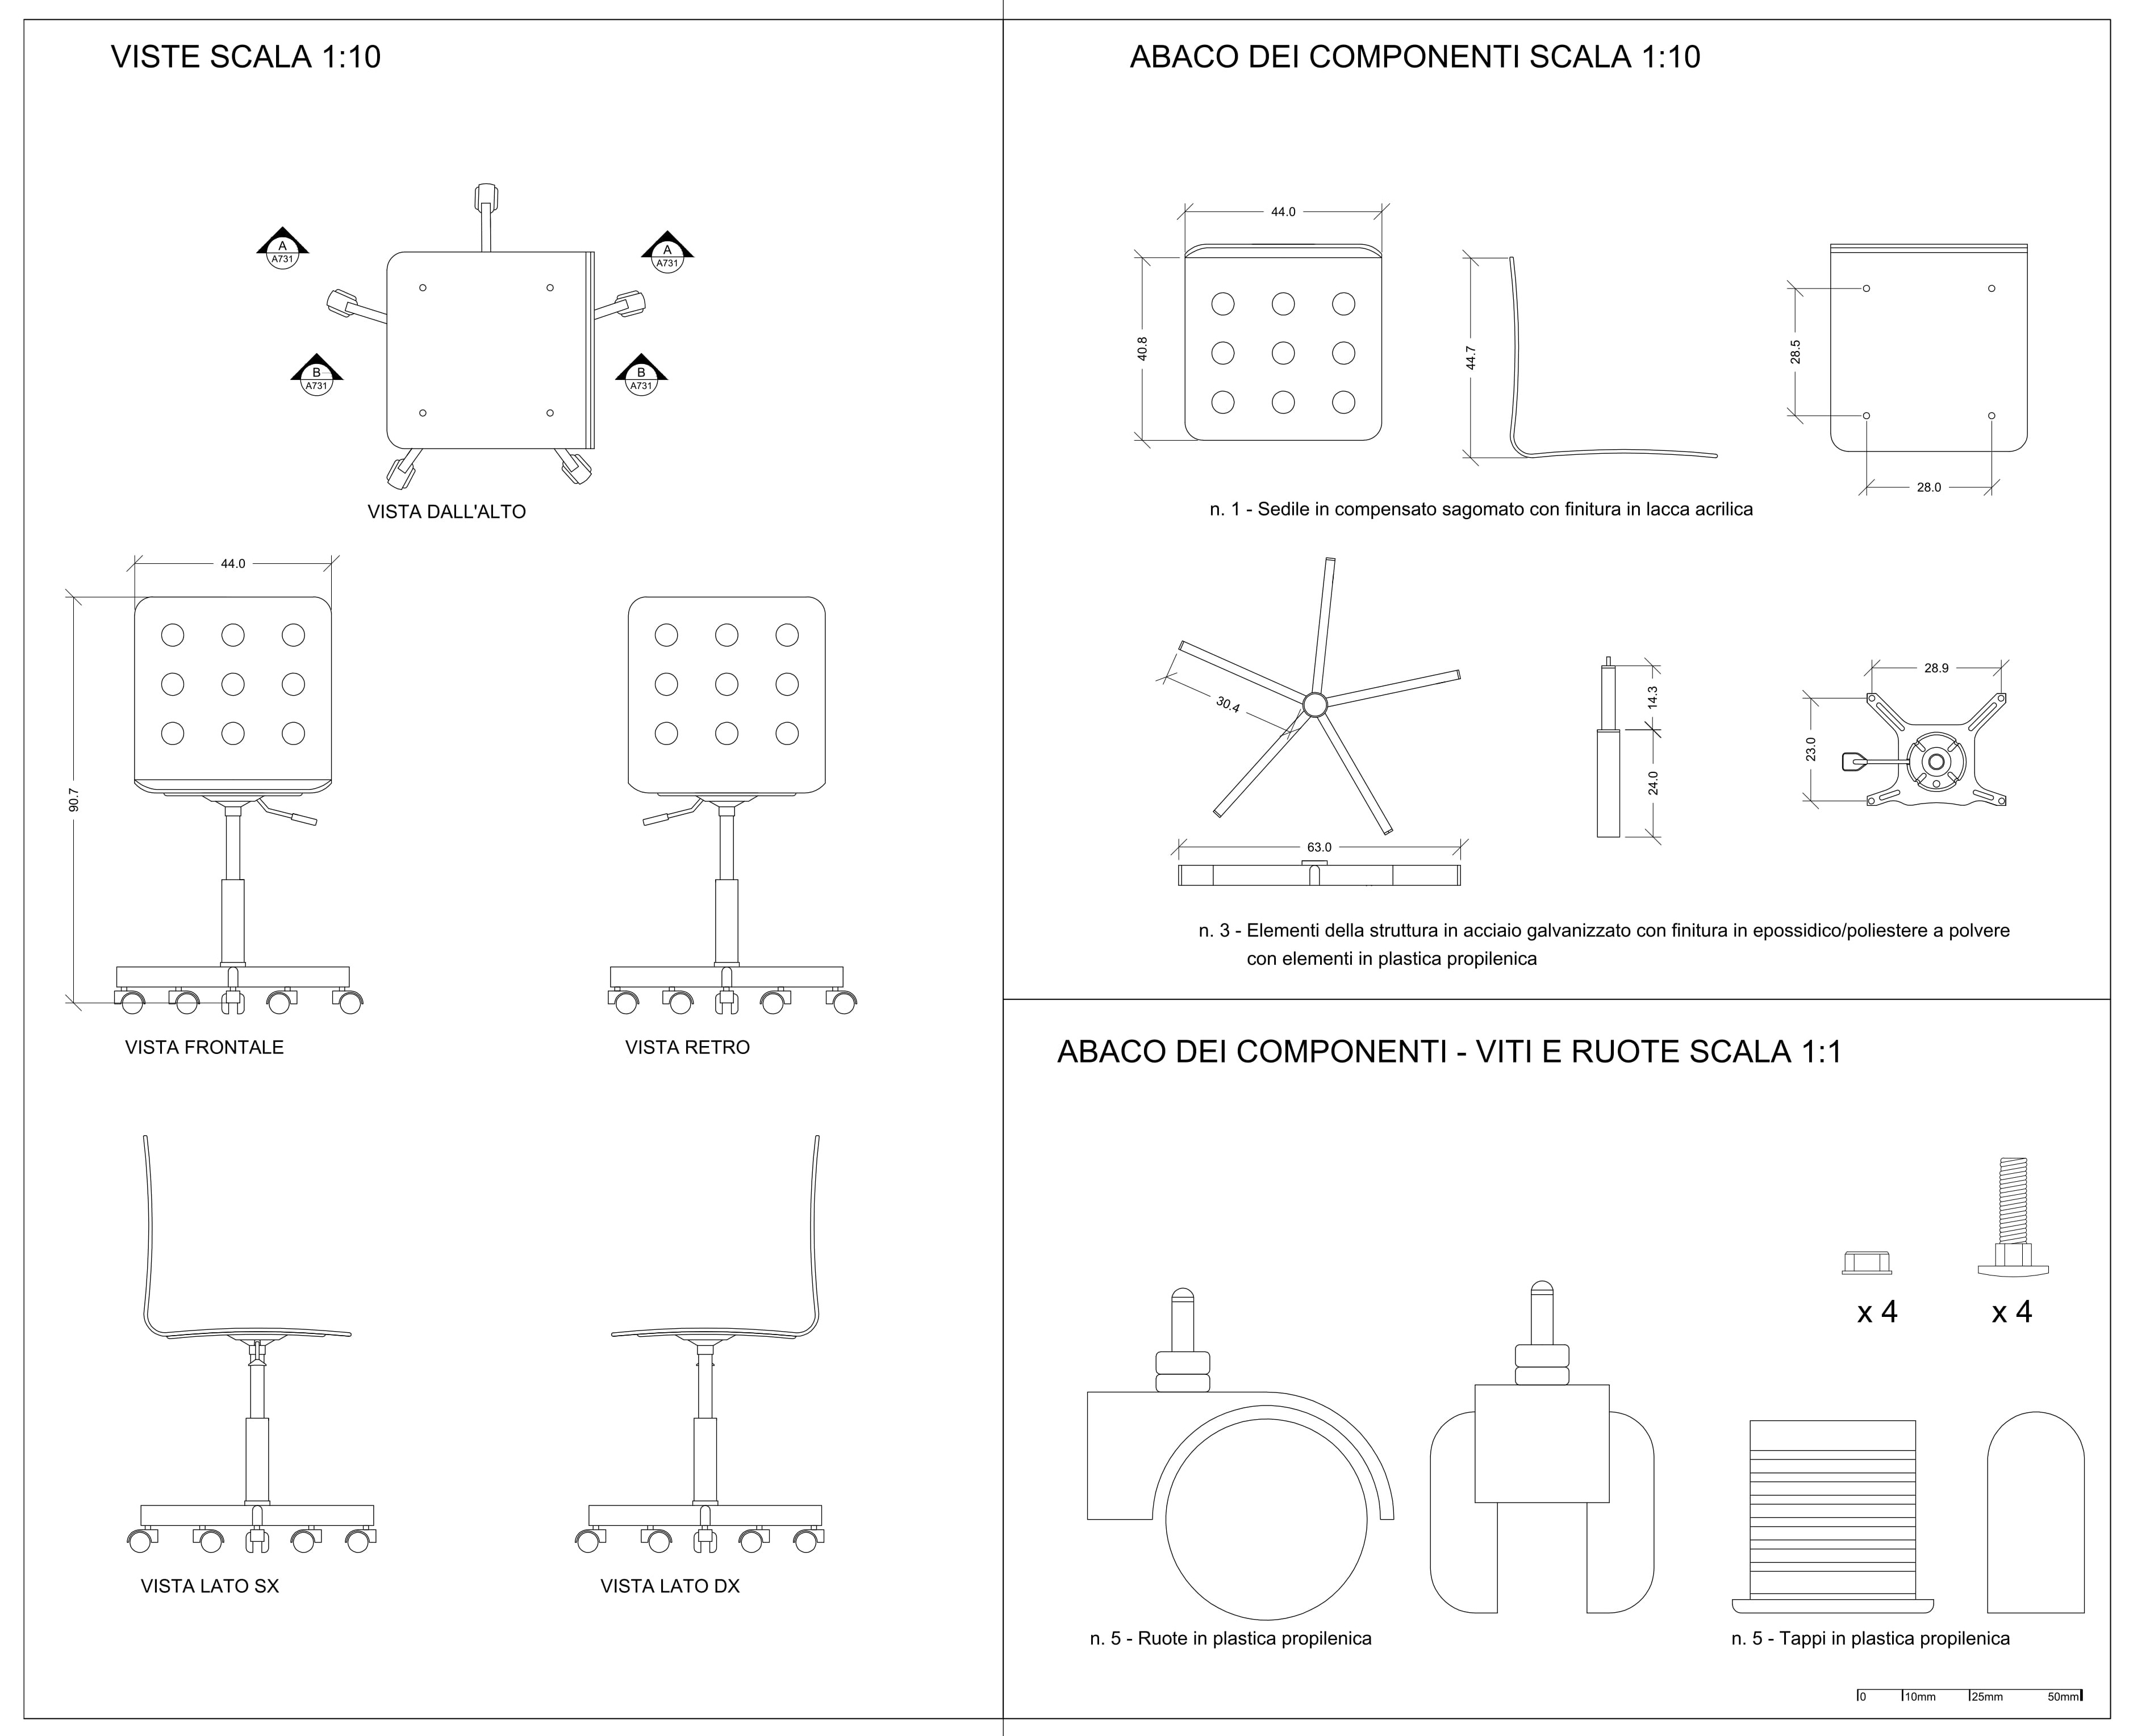 VISTE SCALA 1:10
A
A731
A
A731
B
A731
B
A731
VISTA DALL'ALTO
44.0
90.7
VISTA FRONTALE
VISTA RETRO
VISTA LATO SX
VISTA LATO DX
ABACO DEI COMPONENTI SCALA 1:10
44.0
40.8
44.7
28.5
28.0
n. 1 - Sedile in compensato sagomato con finitura in lacca acrilica
30.4
63.0
14.3
24.0
28.9
23.0
n. 3 - Elementi della struttura in acciaio galvanizzato con finitura in epossidico/poliestere a polvere
con elementi in plastica propilenica
ABACO DEI COMPONENTI - VITI E RUOTE SCALA 1:1
x 4
x 4
n. 5 - Ruote in plastica propilenica
n. 5 - Tappi in plastica propilenica
0 10mm 25mm 50mm